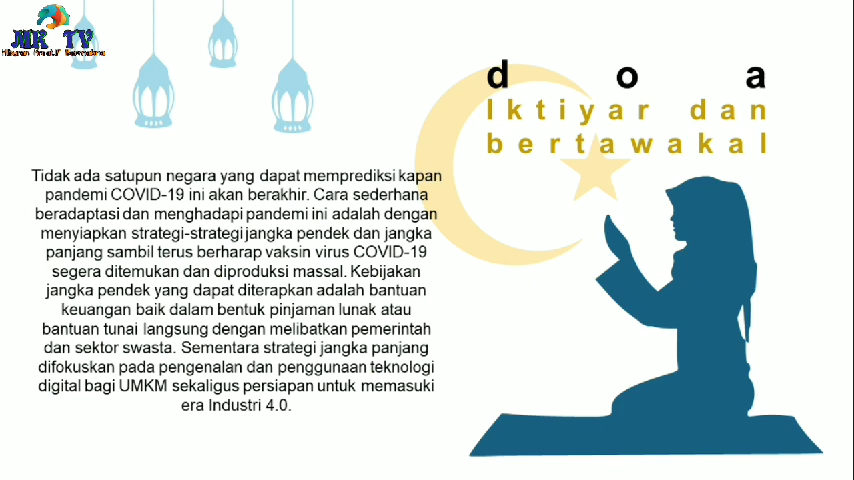 MK TV
d o a
Iktiyar dan
bertawakal
Tidak ada satupun negara yang dapat memprediksi kapan
pandemi COVID-19 ini akan berakhir. Cara sederhana
beradaptasi dan menghadapi pandemi ini adalah dengan
menyiapkan strategi-strategi jangka pendek dan jangka
panjang sambil terus berharap vaksin virus COVID-19
segera ditemukan dan diproduksi massal. Kebijakan
jangka pendek yang dapat diterapkan adalah bantuan
keuangan baik dalam bentuk pinjaman lunak atau
bantuan tunai langsung dengan melibatkan pemerintah
dan sektor swasta. Sementara strategi jangka panjang
difokuskan pada pengenalan dan penggunaan teknologi
digital bagi UMKM sekaligus persiapan untuk memasuki
era Industri 4.0.